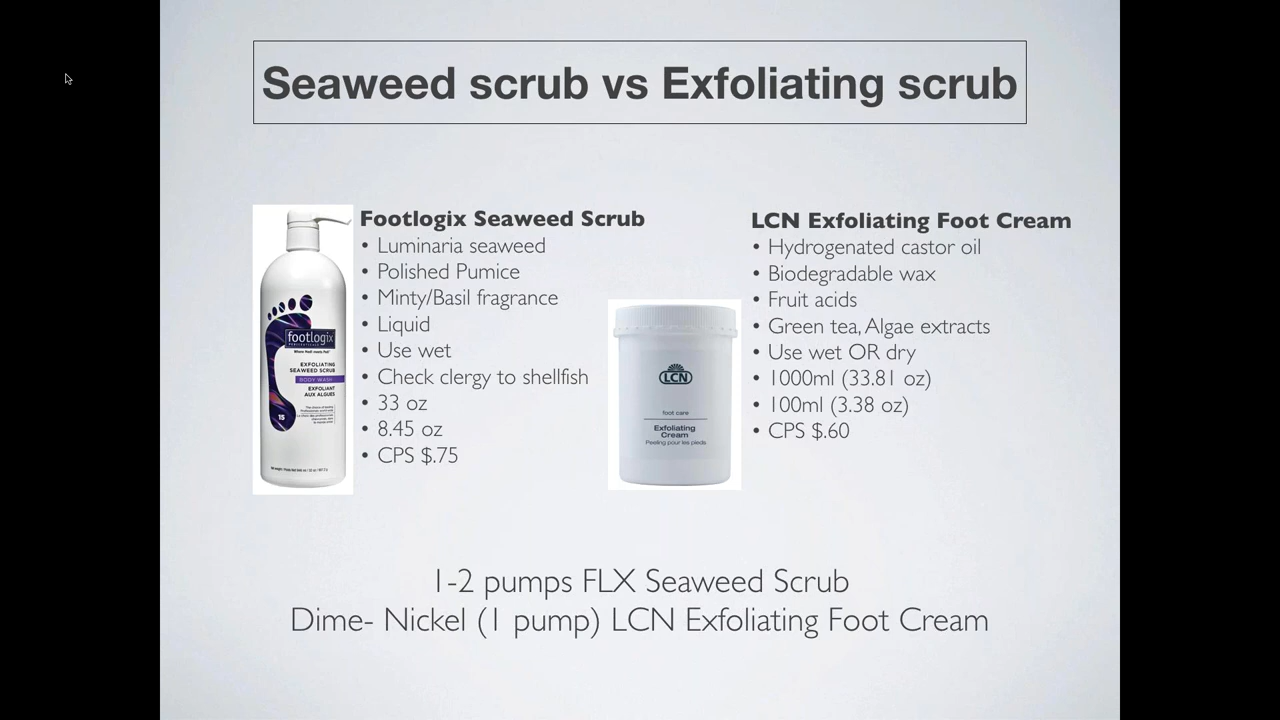 Seaweed scrub vs Exfoliating scrub
Footlogix Seaweed Scrub
• Luminaria seaweed
• Polished Pumice
• Minty/Basil fragrance
• Liquid
• Use wet
• Check clergy to shellfish
• 33 oz
• 8.45 oz
• CPS $.75
footlogix
EXFOLIATING
SEAWEED SCRUB
BODY WASH
EXFOLIANT
AUX ALGUES
15
LCN
foot care
Exfoliating
Cream
Peeling pour les pieds
LCN Exfoliating Foot Cream
• Hydrogenated castor oil
• Biodegradable wax
• Fruit acids
• Green tea, Algae extracts
• Use wet OR dry
• 1000ml (33.81 oz)
• 100ml (3.38 oz)
• CPS $.60
1-2 pumps FLX Seaweed Scrub
Dime- Nickel (1 pump) LCN Exfoliating Foot Cream